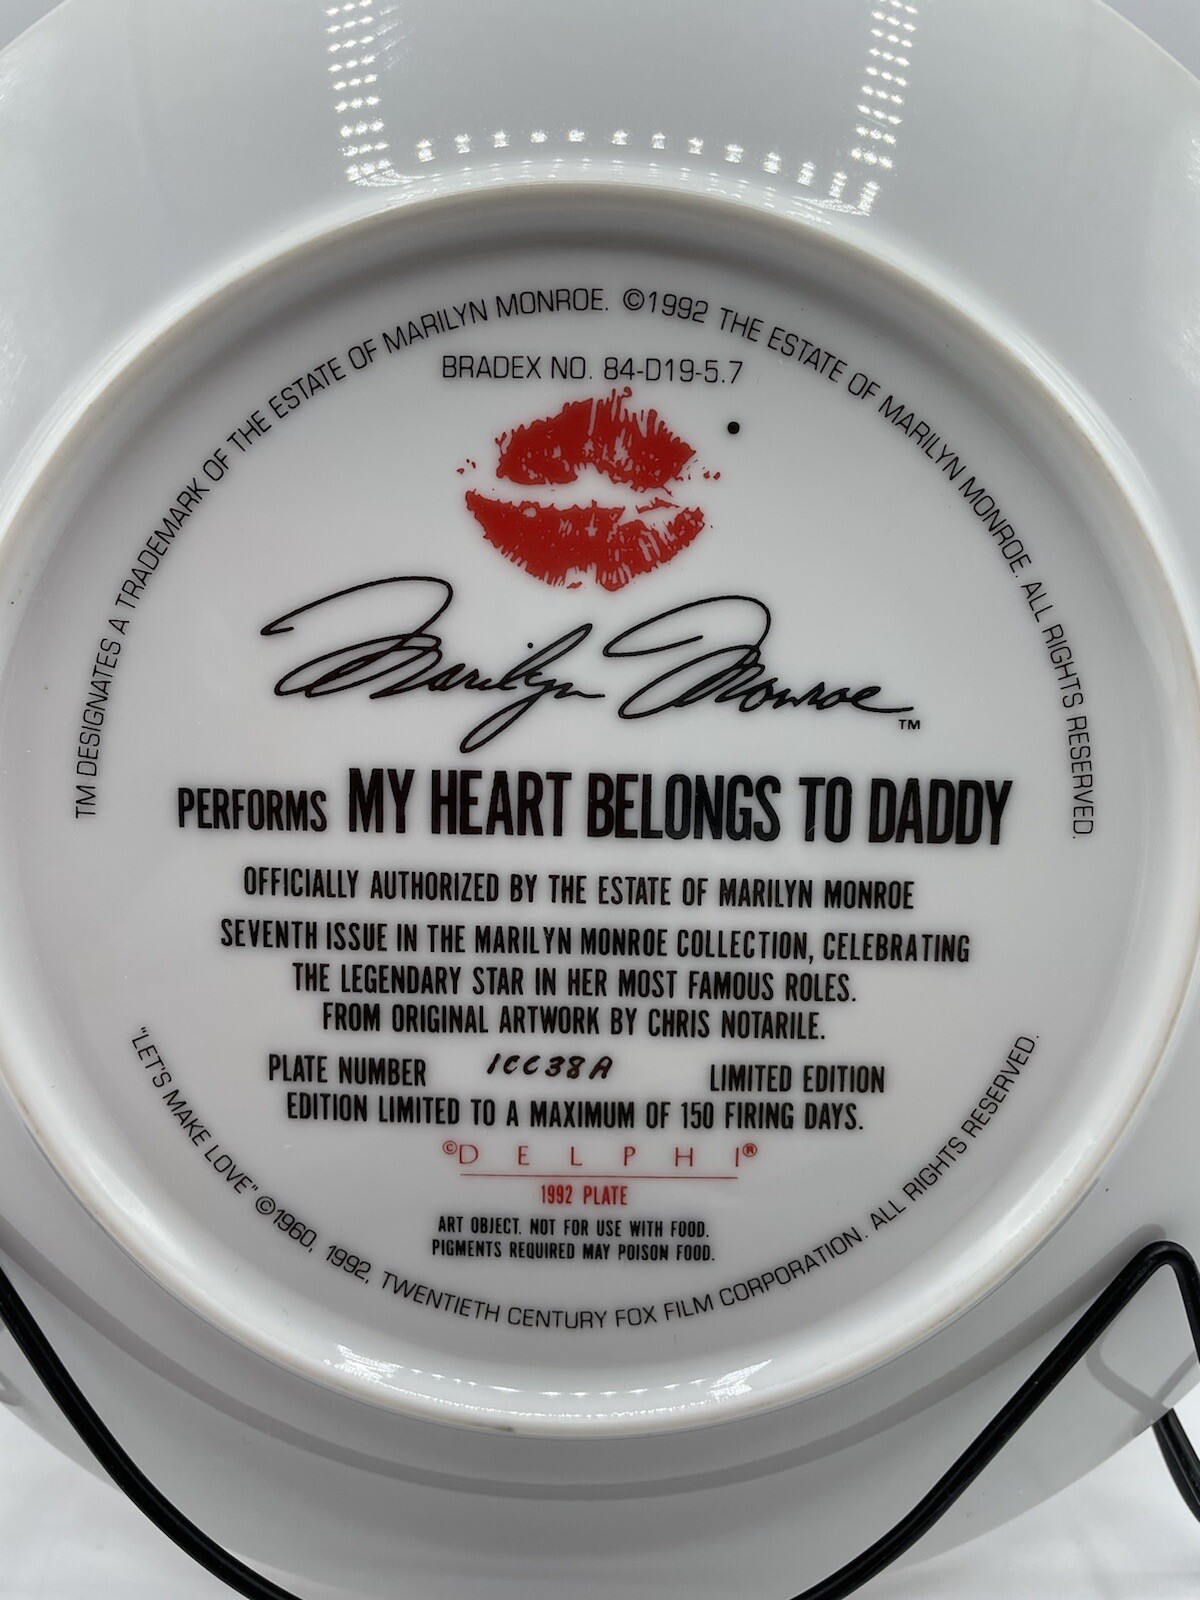 TM DESIGNATES A TRADEMARK OF THE ESTATE OF MARILYN MONROE. ©1992 THE ESTATE OF MARILYN MONROE. ALL RIGHTS RESERVED.
BRADEX NO. 84-D19-5.7
Marilyn Monroe™
PERFORMS MY HEART BELONGS TO DADDY
OFFICIALLY AUTHORIZED BY THE ESTATE OF MARILYN MONROE
SEVENTH ISSUE IN THE MARILYN MONROE COLLECTION, CELEBRATING
THE LEGENDARY STAR IN HER MOST FAMOUS ROLES.
FROM ORIGINAL ARTWORK BY CHRIS NOTARILE.
PLATE NUMBER 1CC38A LIMITED EDITION
EDITION LIMITED TO A MAXIMUM OF 150 FIRING DAYS.
©DELPHI®
1992 PLATE
ART OBJECT. NOT FOR USE WITH FOOD.
PIGMENTS REQUIRED MAY POISON FOOD.
"LET'S MAKE LOVE" ©1960, 1992, TWENTIETH CENTURY FOX FILM CORPORATION. ALL RIGHTS RESERVED.